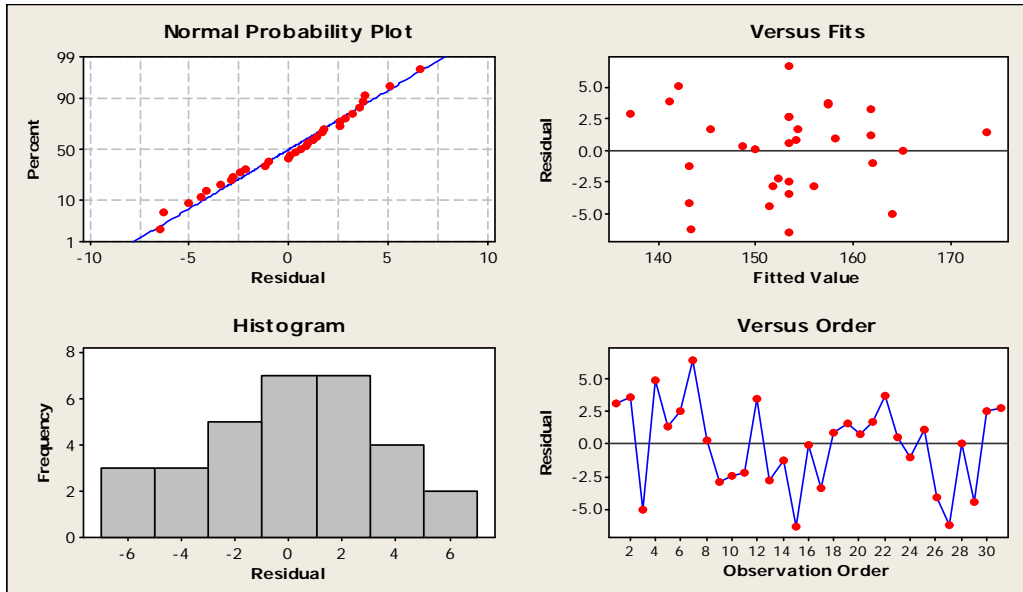 Normal Probability Plot
99
90
50
10
1
Percent
-10 -5 0 5 10
Residual
Versus Fits
5.0
2.5
0.0
-2.5
-5.0
Residual
140 150 160 170
Fitted Value
Histogram
8
6
4
2
0
Frequency
-6 -4 -2 0 2 4 6
Residual
Versus Order
5.0
2.5
0.0
-2.5
-5.0
Residual
2 4 6 8 10 12 14 16 18 20 22 24 26 28 30
Observation Order